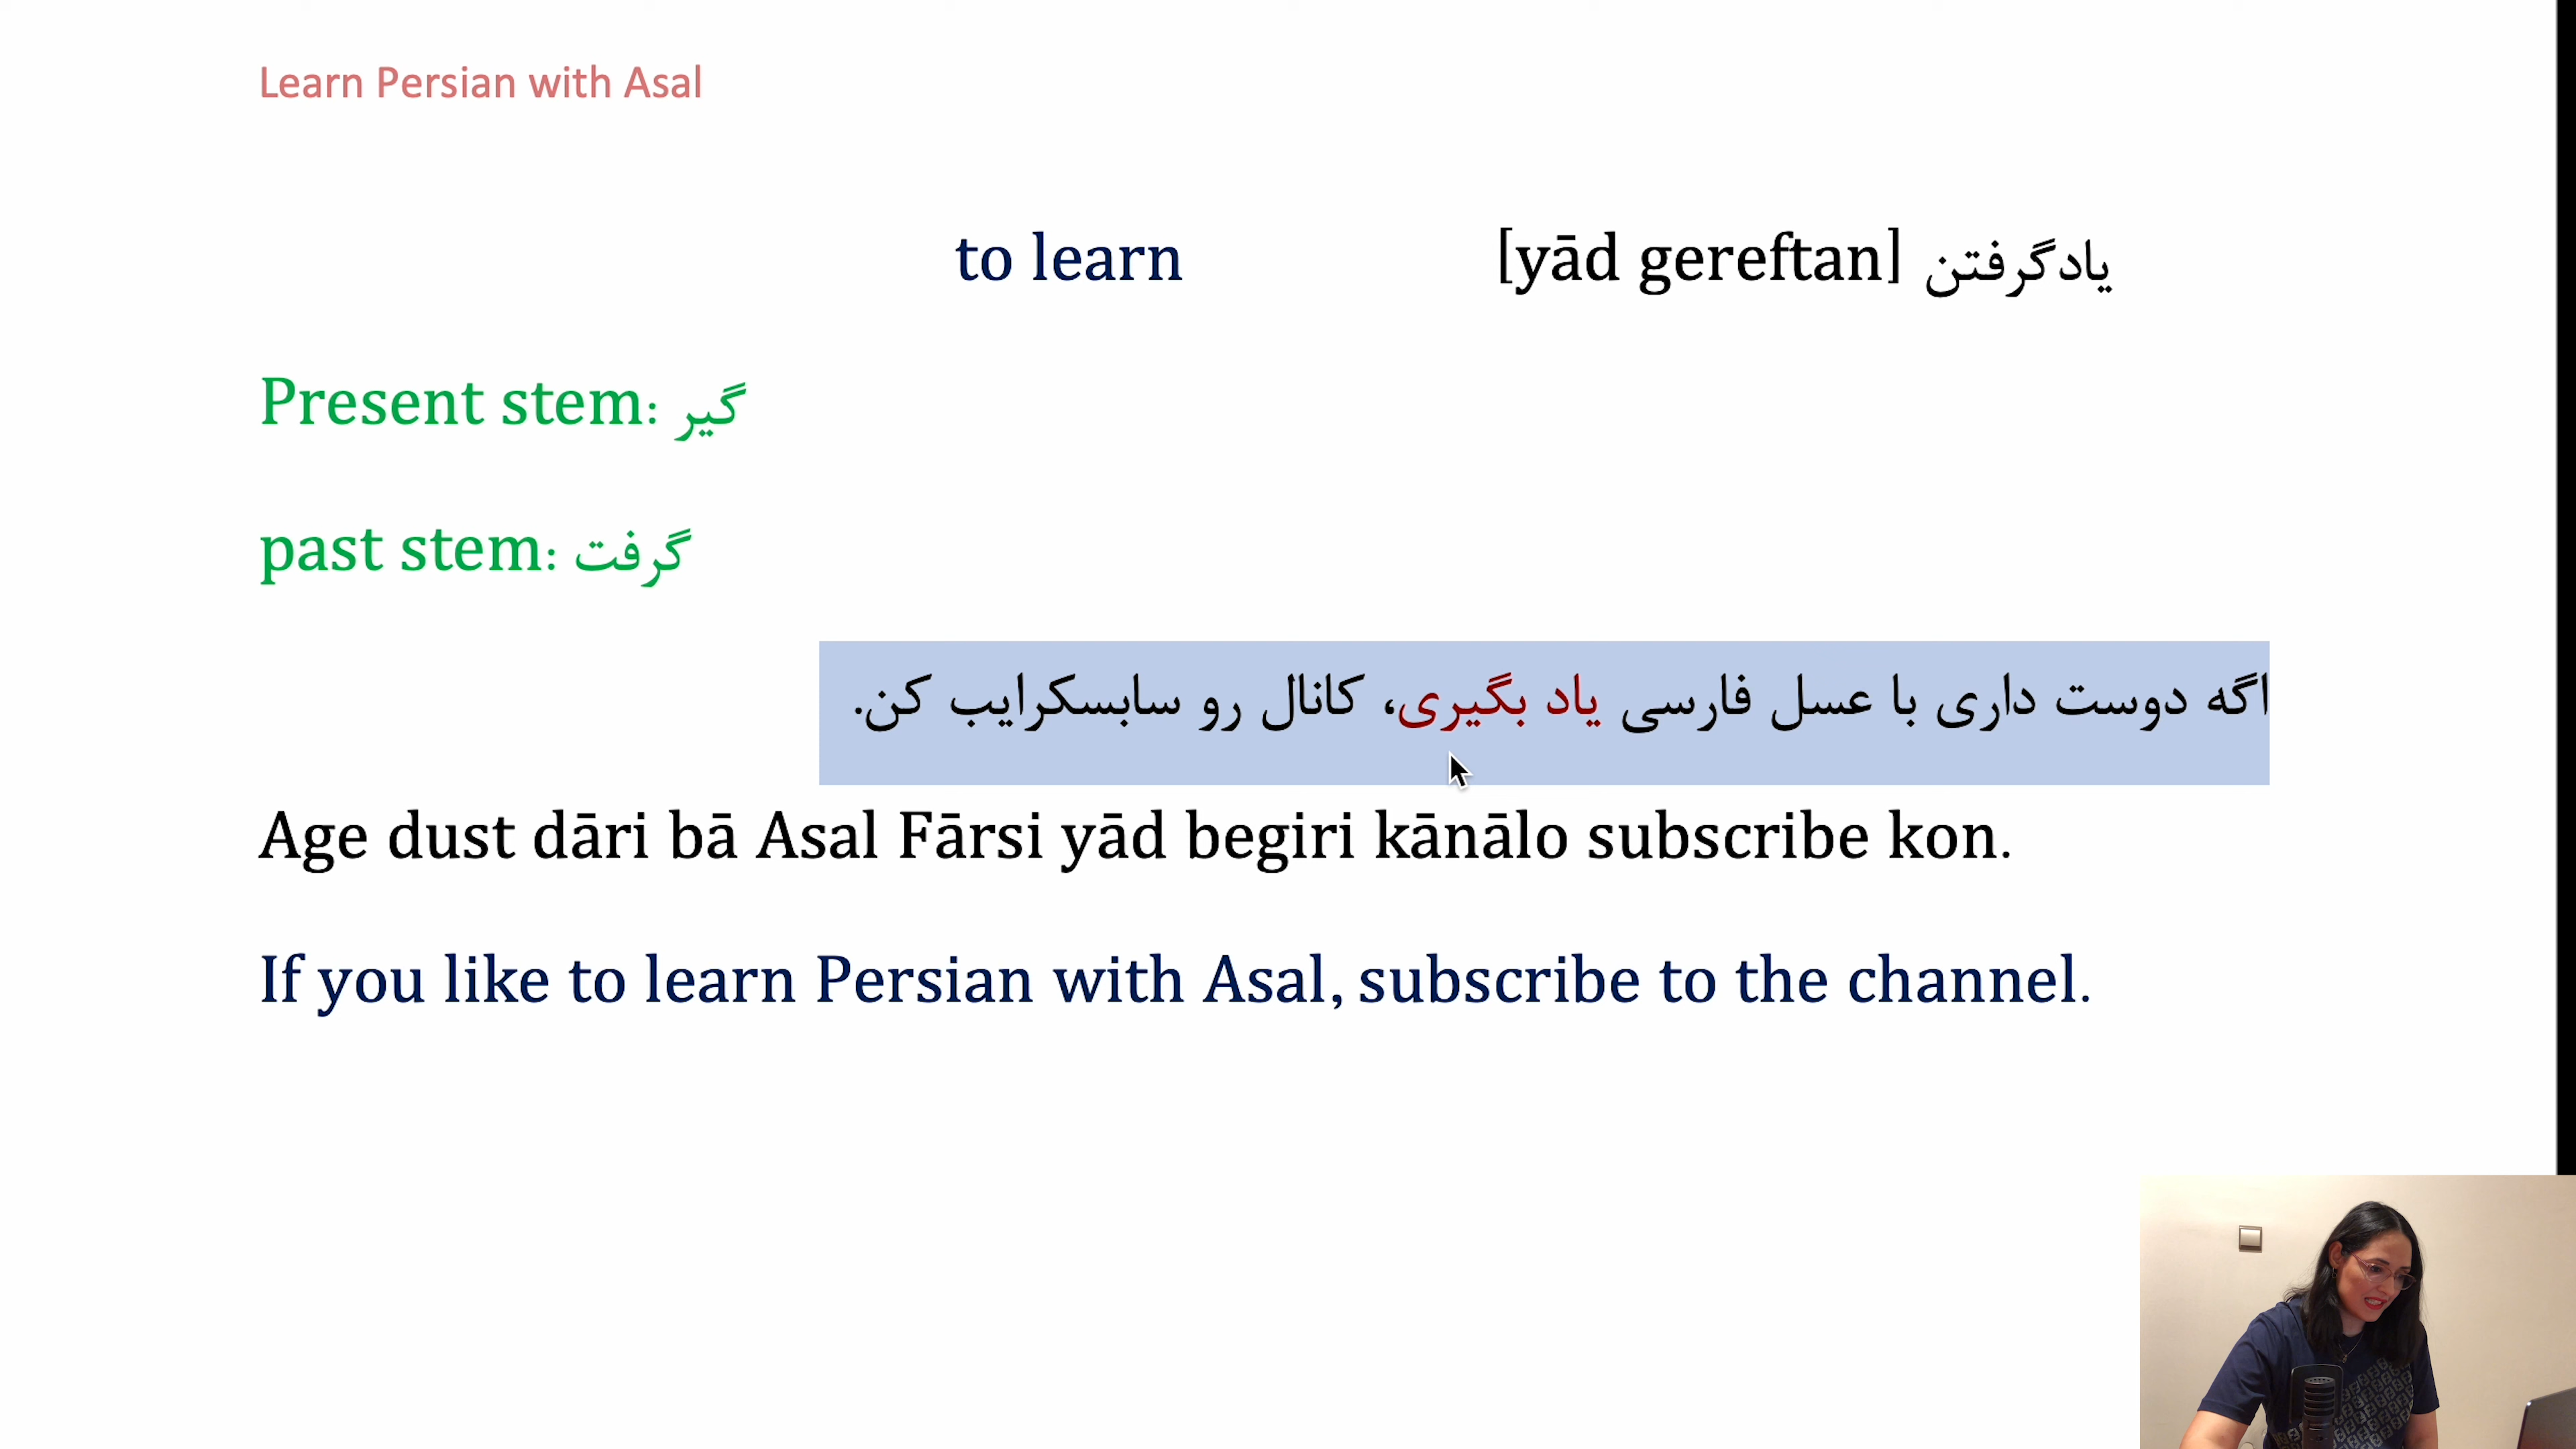 Learn Persian with Asal
to learn [yād gereftan] یادگرفتن
Present stem: گیر
past stem: گرفت
اگه دوست داری با عسل فارسی یاد بگیری، کانال رو سابسکرایب کن.
Age dust dāri bā Asal Fārsi yād begiri kānālo subscribe kon.
If you like to learn Persian with Asal, subscribe to the channel.